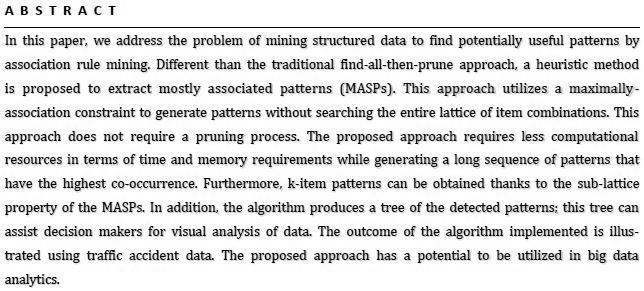 A B S T R A C T
In this paper, we address the problem of mining structured data to find potentially useful patterns by
association rule mining. Different than the traditional find-all-then-prune approach, a heuristic method
is proposed to extract mostly associated patterns (MASPs). This approach utilizes a maximally-
association constraint to generate patterns without searching the entire lattice of item combinations. This
approach does not require a pruning process. The proposed approach requires less computational
resources in terms of time and memory requirements while generating a long sequence of patterns that
have the highest co-occurrence. Furthermore, k-item patterns can be obtained thanks to the sub-lattice
property of the MASPs. In addition, the algorithm produces a tree of the detected patterns; this tree can
assist decision makers for visual analysis of data. The outcome of the algorithm implemented is illus-
trated using traffic accident data. The proposed approach has a potential to be utilized in big data
analytics.